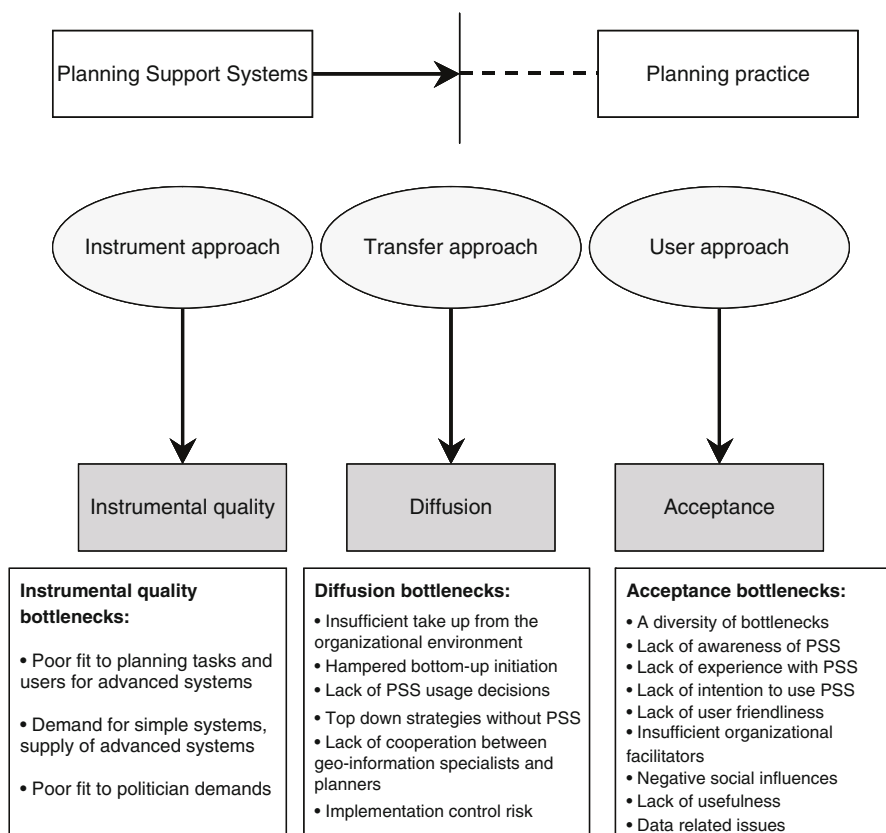 Planning Support Systems
Planning practice
Instrument approach
Transfer approach
User approach
Instrumental quality
Diffusion
Acceptance
Instrumental quality
bottlenecks:
• Poor fit to planning tasks and
users for advanced systems
• Demand for simple systems,
supply of advanced systems
• Poor fit to politician demands
Diffusion bottlenecks:
• Insufficient take up from the
organizational environment
• Hampered bottom-up initiation
• Lack of PSS usage decisions
• Top down strategies without PSS
• Lack of cooperation between
geo-information specialists and
planners
• Implementation control risk
Acceptance bottlenecks:
• A diversity of bottlenecks
• Lack of awareness of PSS
• Lack of experience with PSS
• Lack of intention to use PSS
• Lack of user friendliness
• Insufficient organizational
facilitators
• Negative social influences
• Lack of usefulness
• Data related issues